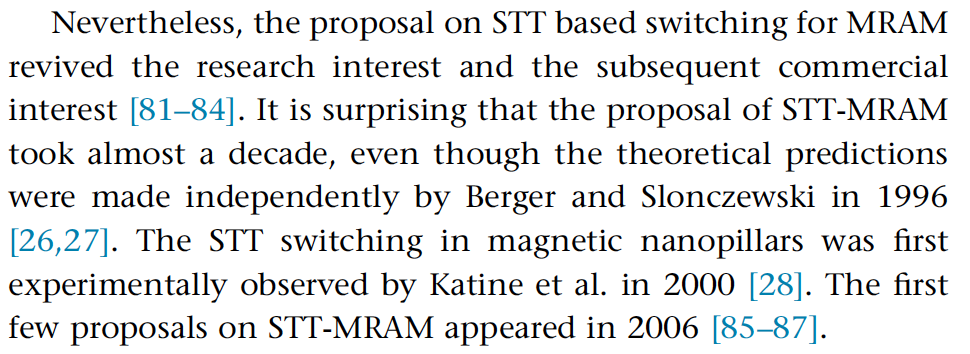 Nevertheless, the proposal on STT based switching for MRAM
revived the research interest and the subsequent commercial
interest [81–84]. It is surprising that the proposal of STT-MRAM
took almost a decade, even though the theoretical predictions
were made independently by Berger and Slonczewski in 1996
[26,27]. The STT switching in magnetic nanopillars was first
experimentally observed by Katine et al. in 2000 [28]. The first
few proposals on STT-MRAM appeared in 2006 [85–87].